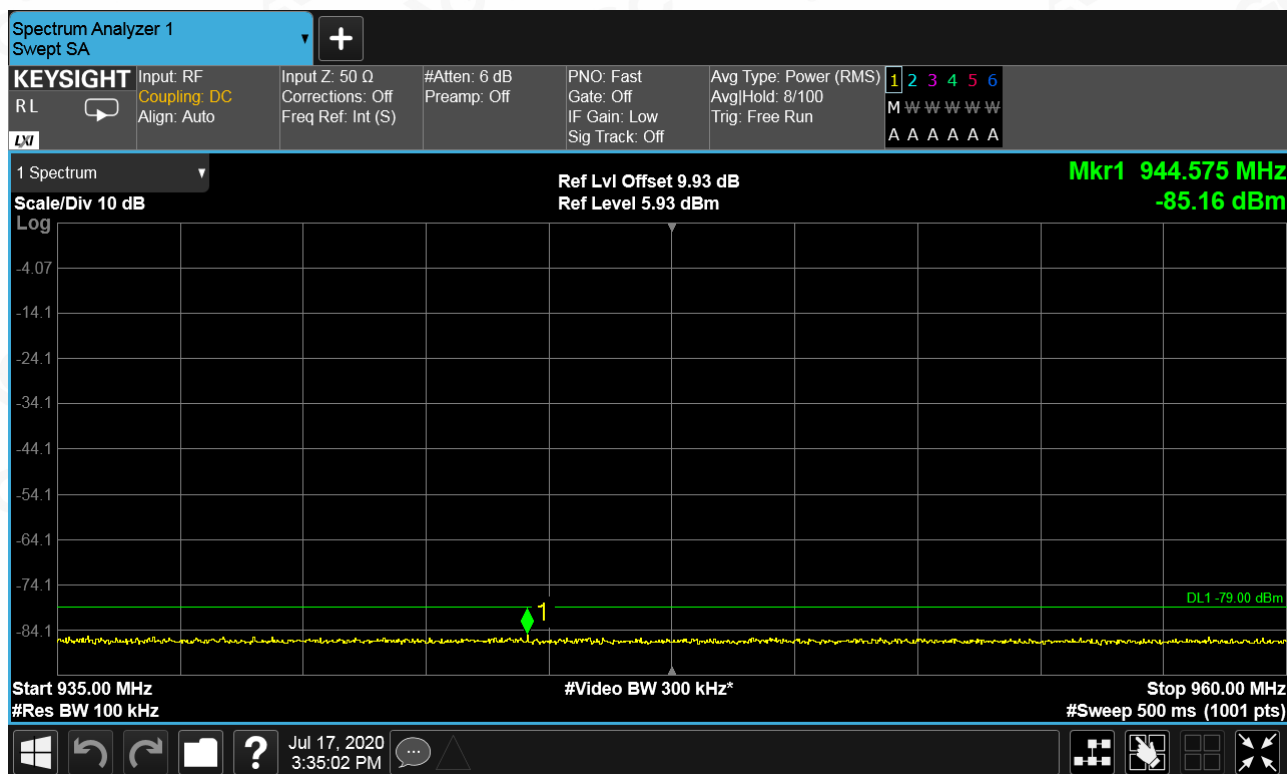 Spectrum Analyzer 1
Swept SA
KEYSIGHT
R L
LXI
Input: RF
Coupling: DC
Align: Auto
Input Z: 50 Ω
Corrections: Off
Freq Ref: Int (S)
#Atten: 6 dB
Preamp: Off
PNO: Fast
Gate: Off
IF Gain: Low
Sig Track: Off
Avg Type: Power (RMS)
Avg|Hold: 8/100
Trig: Free Run
1 2 3 4 5 6
M W W W W W
A A A A A A
1 Spectrum
Scale/Div 10 dB
Log
Ref Lvl Offset 9.93 dB
Ref Level 5.93 dBm
Mkr1 944.575 MHz
-85.16 dBm
-4.07
-14.1
-24.1
-34.1
-44.1
-54.1
-64.1
-74.1
DL1 -79.00 dBm
1
-84.1
Start 935.00 MHz
#Res BW 100 kHz
#Video BW 300 kHz*
Stop 960.00 MHz
#Sweep 500 ms (1001 pts)
?
Jul 17, 2020
3:35:02 PM